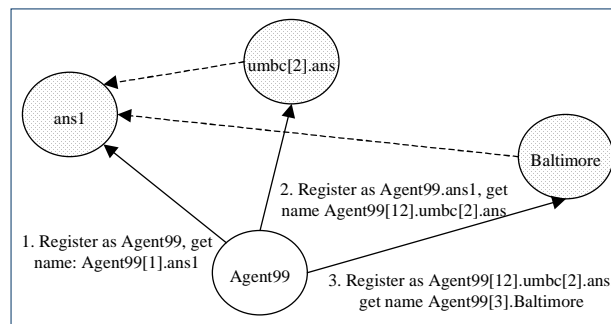 umbc[2].ans
ans1
Baltimore
2. Register as Agent99.ans1, get
name Agent99[12].umbc[2].ans
1. Register as Agent99, get
name: Agent99[1].ans1
Agent99
3. Register as Agent99[12].umbc[2].ans
get name Agent99[3].Baltimore